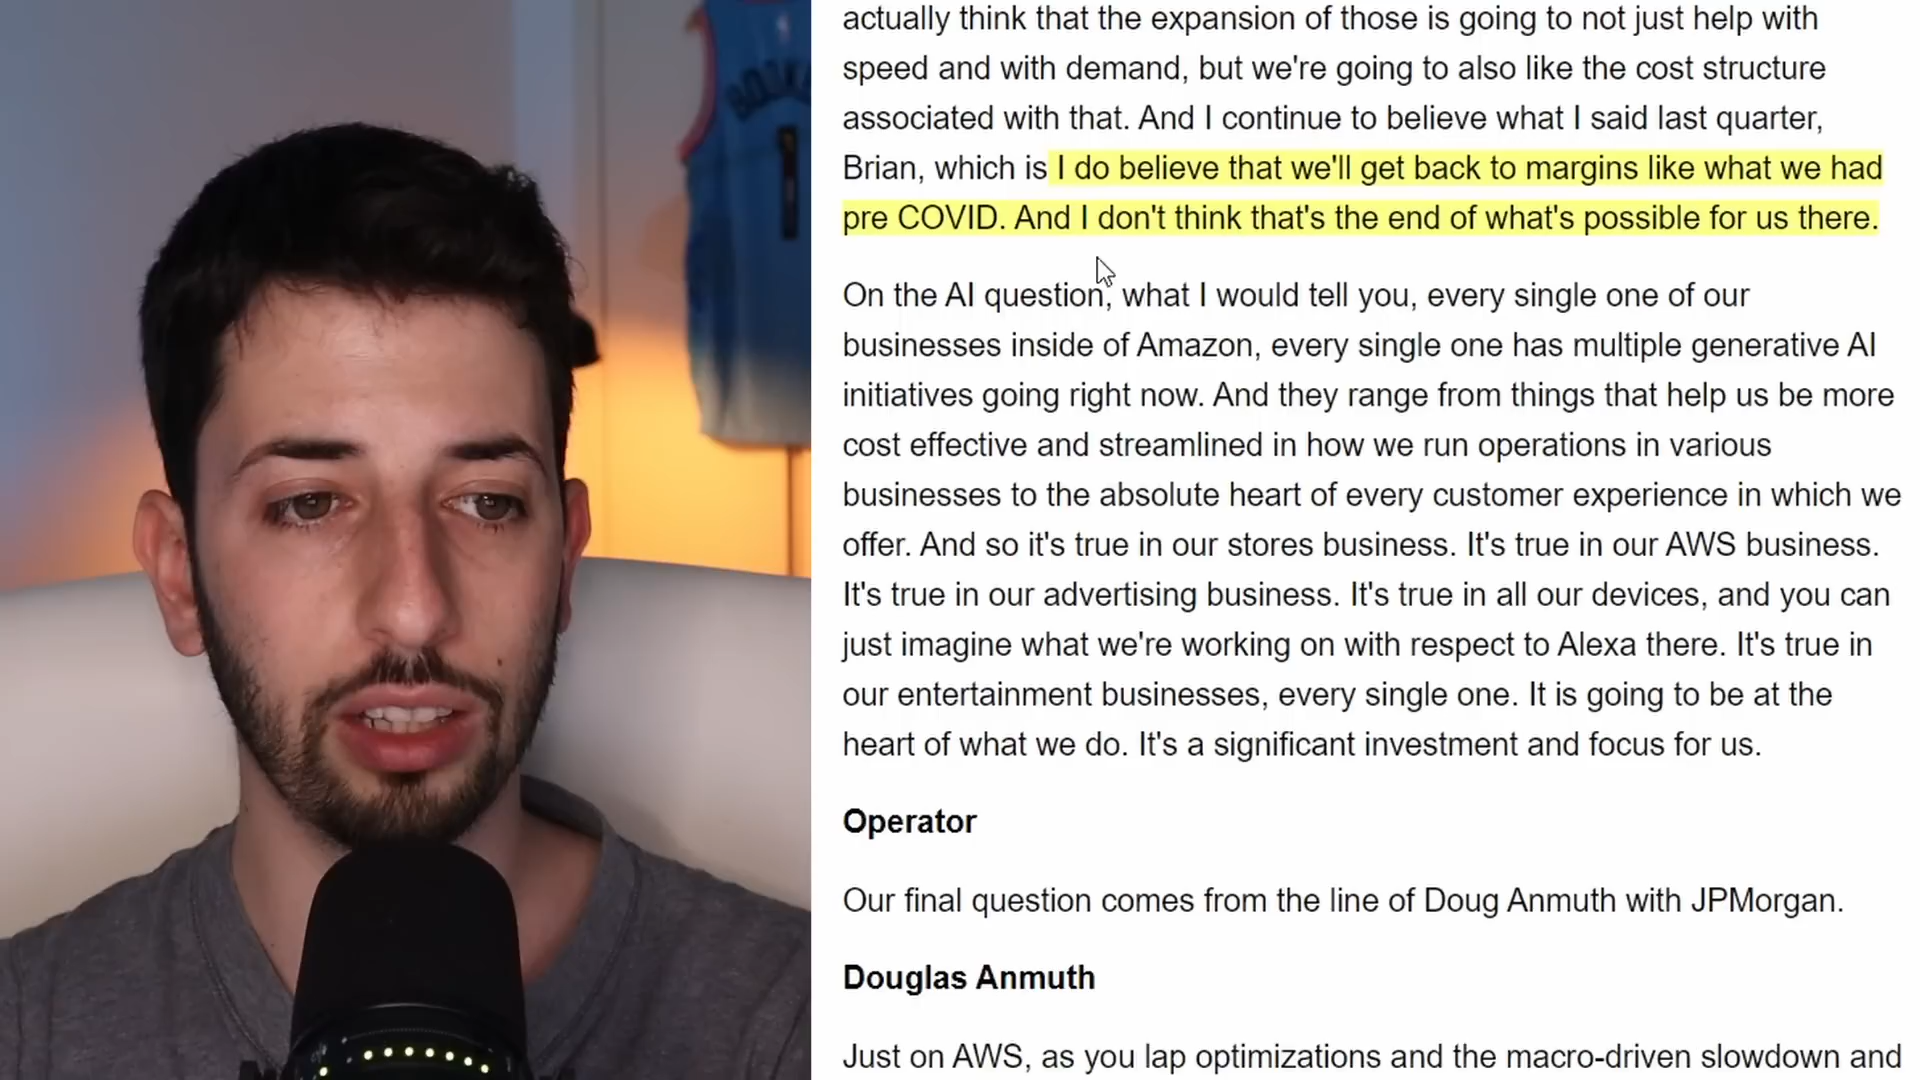 actually think that the expansion of those is going to not just help with
speed and with demand, but we're going to also like the cost structure
associated with that. And I continue to believe what I said last quarter,
Brian, which is I do believe that we'll get back to margins like what we had
pre COVID. And I don't think that's the end of what's possible for us there.
On the AI question, what I would tell you, every single one of our
businesses inside of Amazon, every single one has multiple generative AI
initiatives going right now. And they range from things that help us be more
cost effective and streamlined in how we run operations in various
businesses to the absolute heart of every customer experience in which we
offer. And so it's true in our stores business. It's true in our AWS business.
It's true in our advertising business. It's true in all our devices, and you can
just imagine what we're working on with respect to Alexa there. It's true in
our entertainment businesses, every single one. It is going to be at the
heart of what we do. It's a significant investment and focus for us.
Operator
Our final question comes from the line of Doug Anmuth with JPMorgan.
Douglas Anmuth
Just on AWS, as you lap optimizations and the macro-driven slowdown and